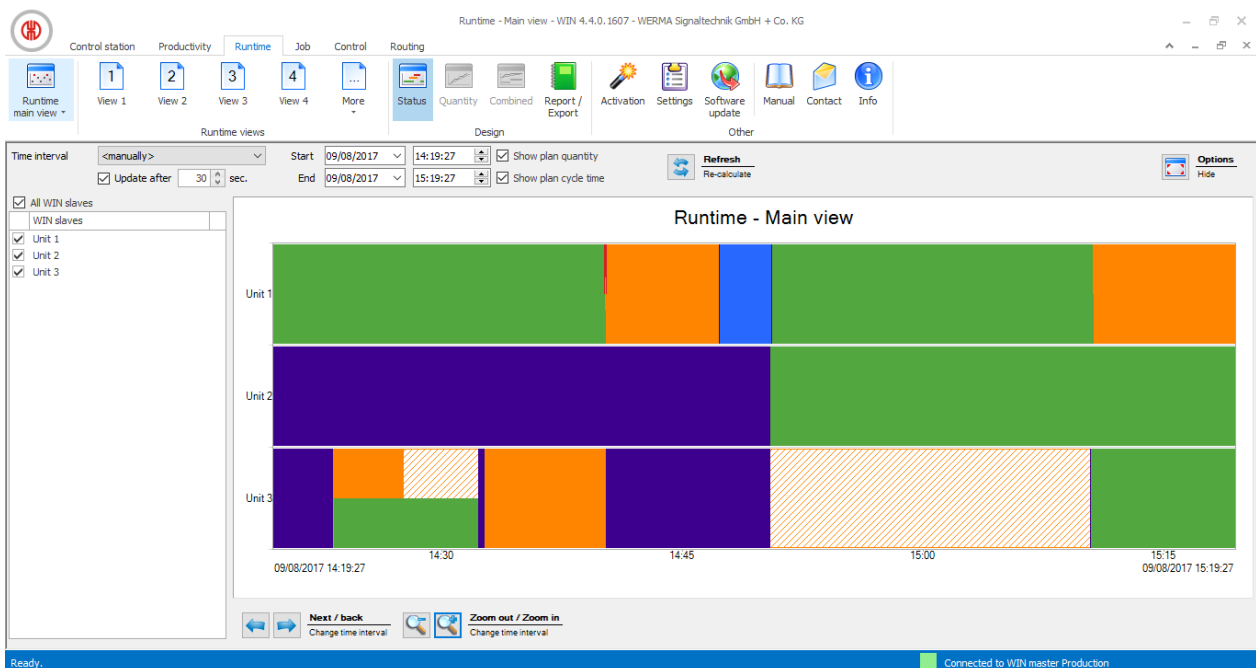 Runtime - Main view - WIN 4.4.0.1607 - WERMA Signaltechnik GmbH + Co. KG
Control station Productivity Runtime Job Control Routing
1 2 3 4 ...
Runtime main view View 1 View 2 View 3 View 4 More Status Quantity Combined Report / Export Activation Settings Software update Manual Contact Info
Runtime views Design Other
Time interval <manually> Start 09/08/2017 14:19:27 Show plan quantity Refresh Options
Update after 30 sec. End 09/08/2017 15:19:27 Show plan cycle time Re-calculate Hide
All WIN slaves
WIN slaves
Unit 1
Unit 2
Unit 3
Runtime - Main view
Unit 1
Unit 2
Unit 3
14:30 14:45 15:00 15:15
09/08/2017 14:19:27 09/08/2017 15:19:27
Next / back Zoom out / Zoom in
Change time interval Change time interval
Ready. Connected to WIN master Production